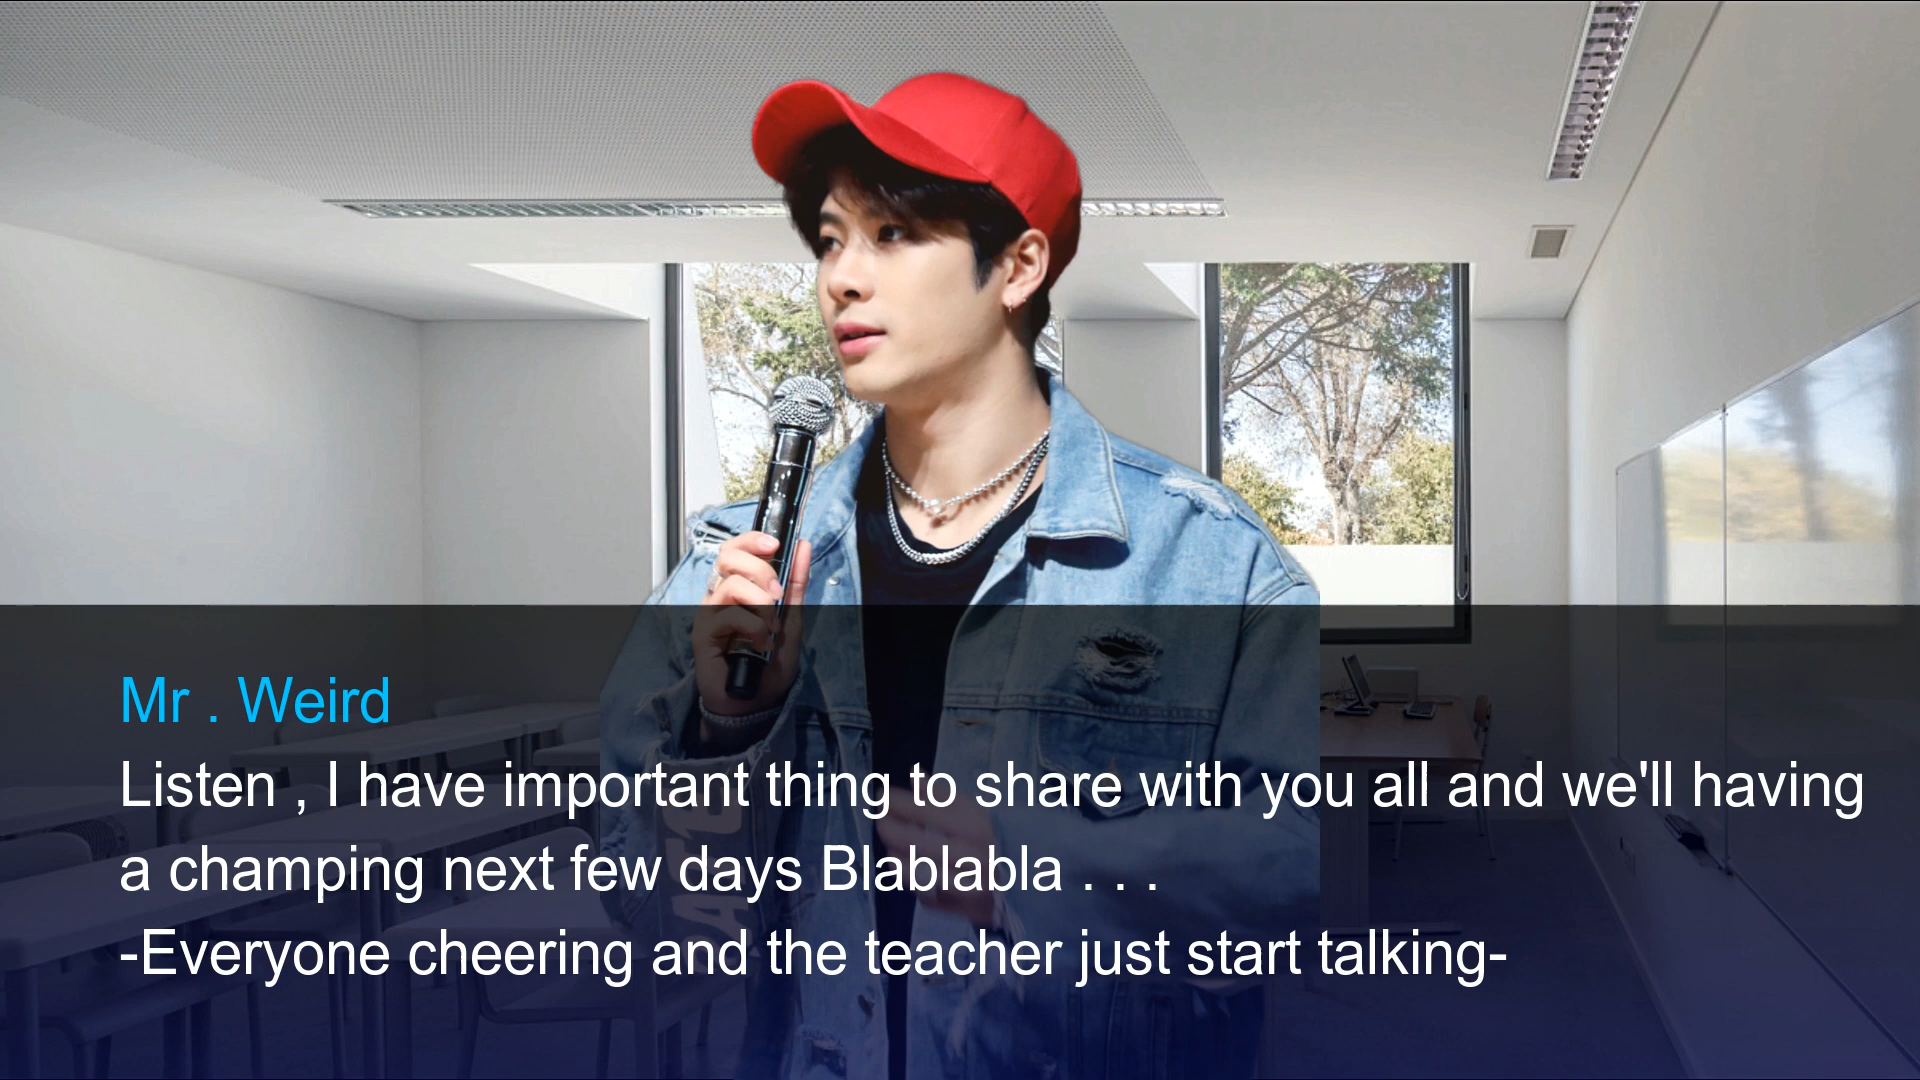 Mr . Weird
Listen , I have important thing to share with you all and we'll having
a champing next few days Blablabla . . .
-Everyone cheering and the teacher just start talking-